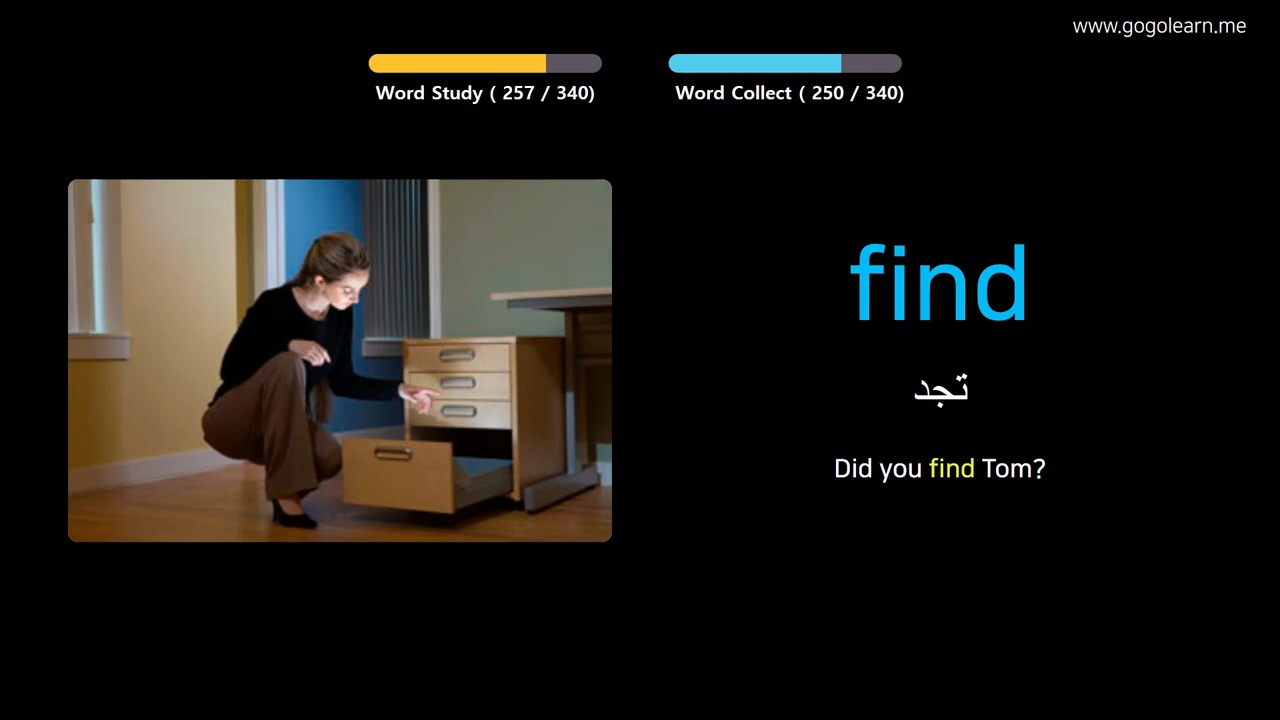 www.gogolearn.me
Word Study ( 257 / 340)
Word Collect ( 250 / 340)
find
تجد
Did you find Tom?